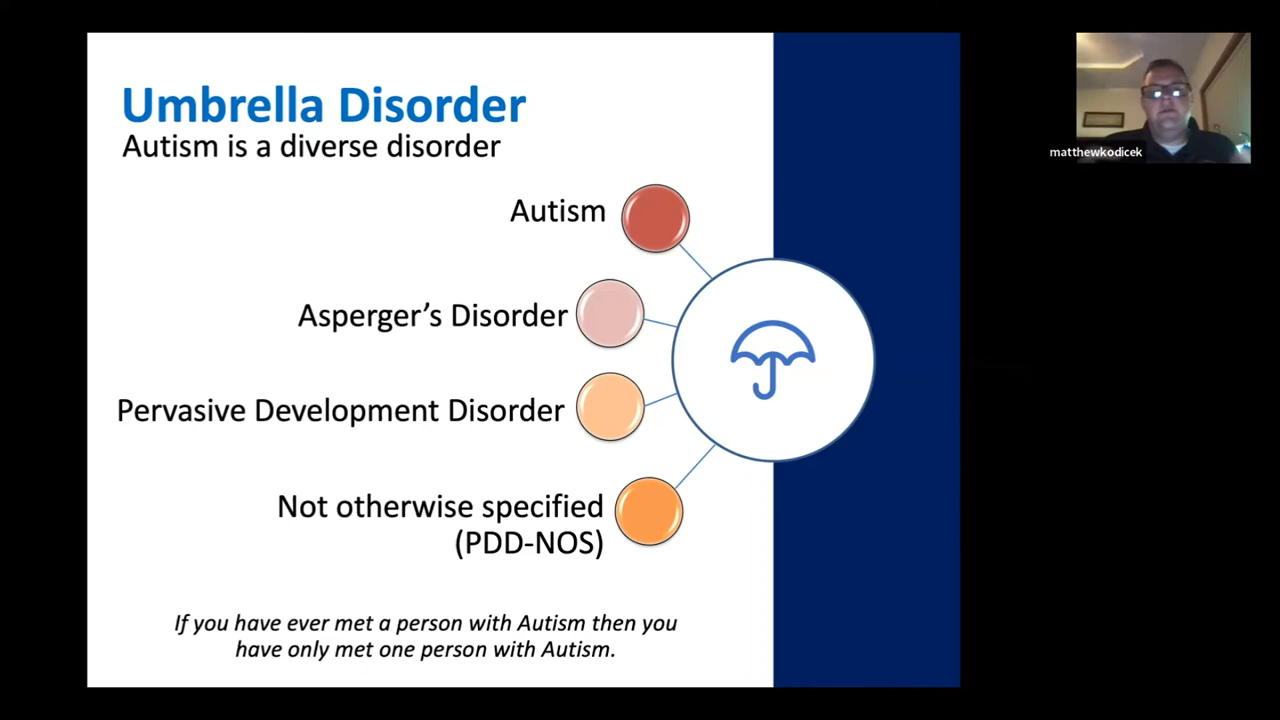 Umbrella Disorder
Autism is a diverse disorder
Autism
Asperger’s Disorder
Pervasive Development Disorder
Not otherwise specified
(PDD-NOS)
If you have ever met a person with Autism then you
have only met one person with Autism.
matthewkodicek